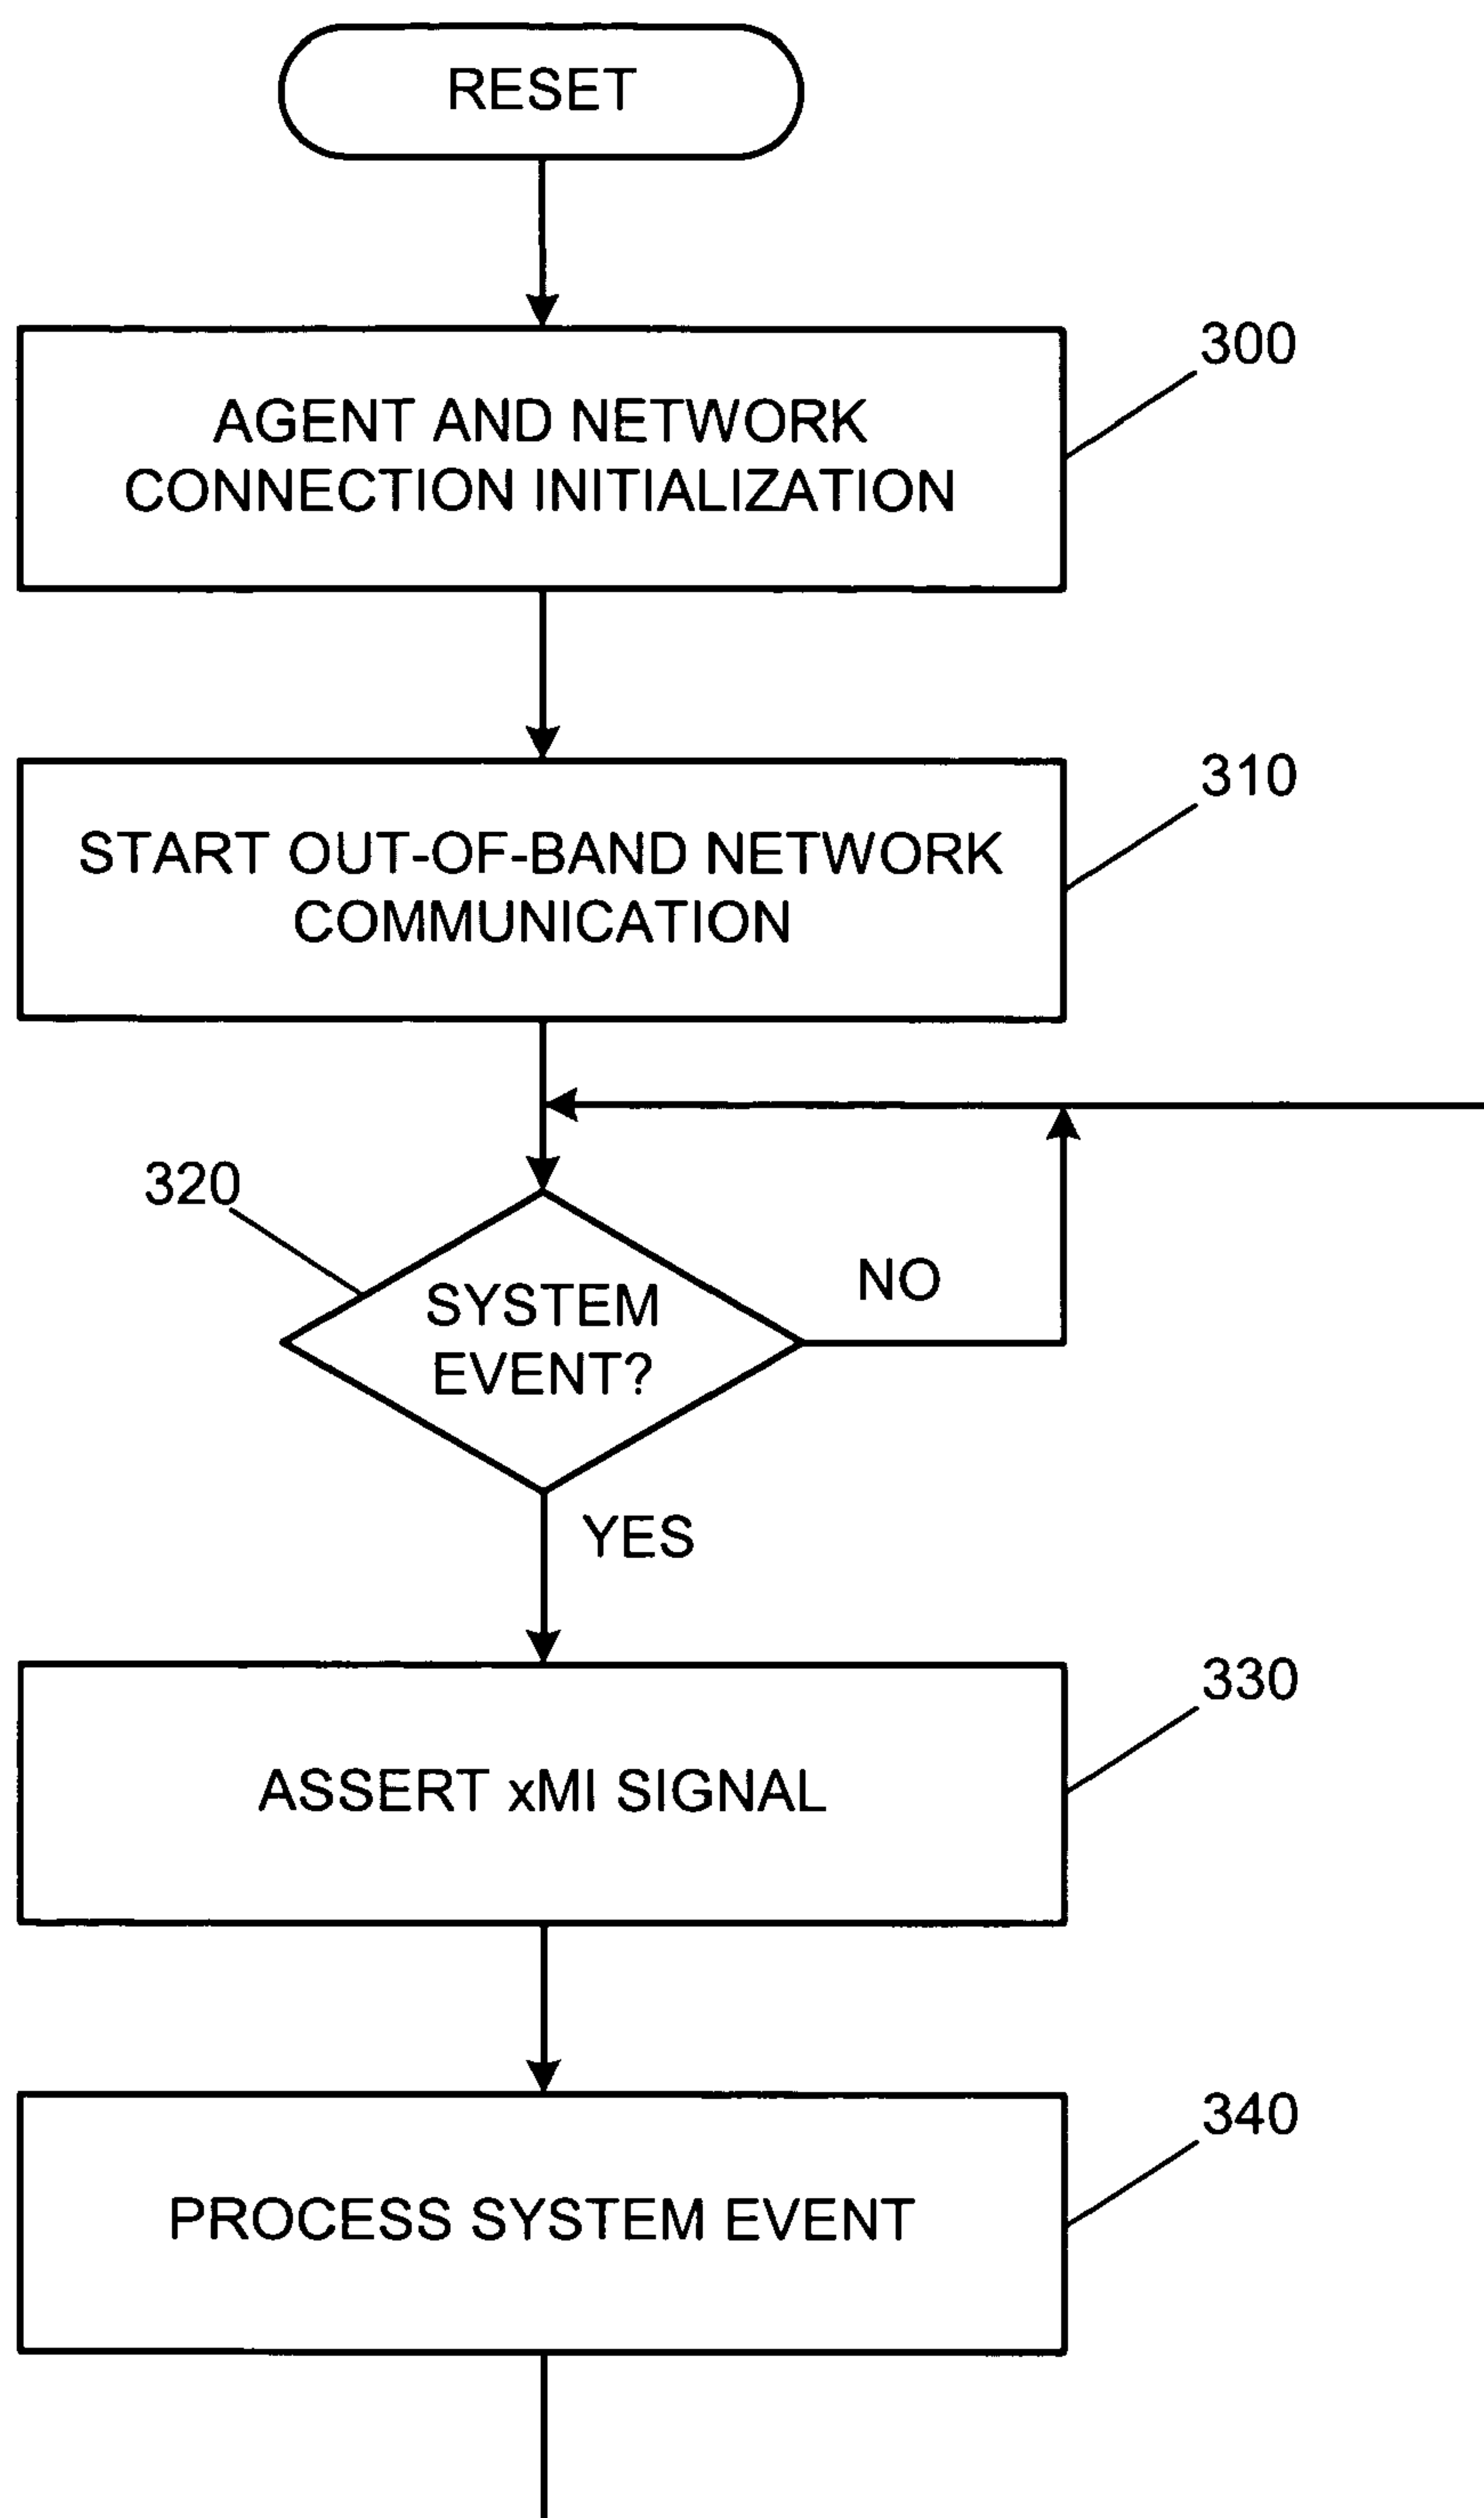 RESET
300
AGENT AND NETWORK
CONNECTION INITIALIZATION
310
START OUT-OF-BAND NETWORK
COMMUNICATION
320
SYSTEM
EVENT?
NO
YES
330
ASSERT xMI SIGNAL
340
PROCESS SYSTEM EVENT